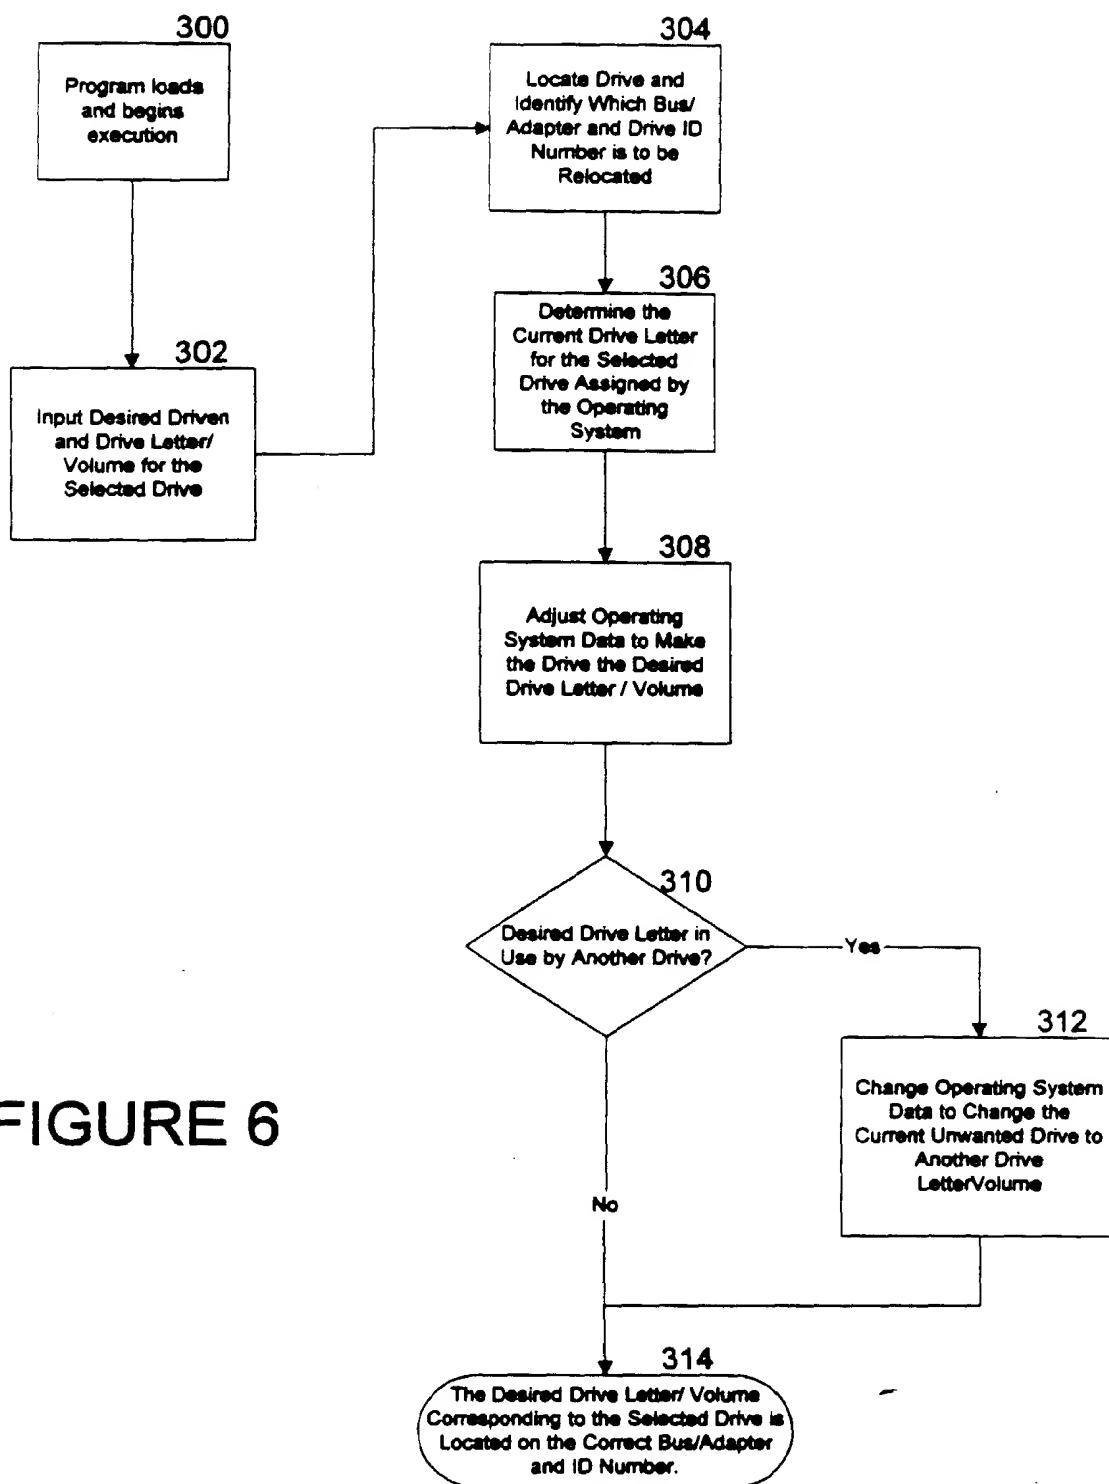 300
Program loads
and begins
execution
302
Input Desired Driven
and Drive Letter/
Volume for the
Selected Drive
304
Locate Drive and
Identify Which Bus/
Adapter and Drive ID
Number is to be
Relocated
306
Determine the
Current Drive Letter
for the Selected
Drive Assigned by
the Operating
System
308
Adjust Operating
System Data to Make
the Drive the Desired
Drive Letter / Volume
310
Desired Drive Letter in
Use by Another Drive?
Yes
312
Change Operating System
Data to Change the
Current Unwanted Drive to
Another Drive
Letter/Volume
No
314
The Desired Drive Letter/ Volume
Corresponding to the Selected Drive is
Located on the Correct Bus/Adapter
and ID Number.
FIGURE 6